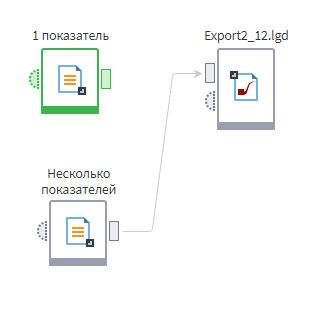 1 показатель
Export2_12.lgd
Несколько
показателей